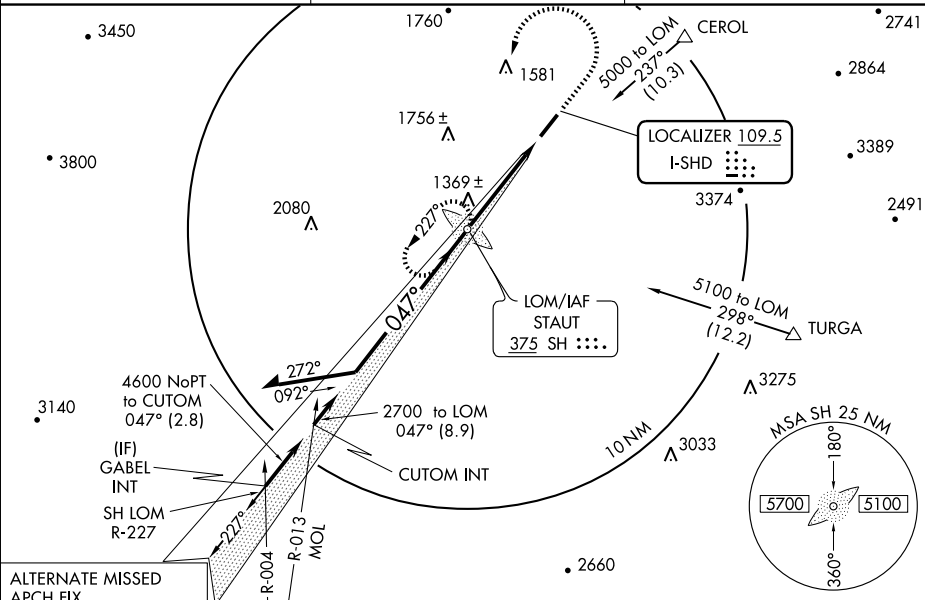 3450
1760
2741
CEROL
5000 to LOM
237°
(10.3)
1581
2864
1756 ±
LOCALIZER 109.5
I-SHD
3389
3800
1369 ±
3374
2491
2080
227°
LOM/IAF
STAUT
375 SH
5100 to LOM
298°
(12.2)
TURGA
047°
272°
092°
4600 NoPT
to CUTOM
047° (2.8)
2700 to LOM
047° (8.9)
3275
3140
(IF)
GABEL
INT
CUTOM INT
10 NM
3033
MSA SH 25 NM
180°
5700
5100
360°
SH LOM
R-227
227°
R-004
R-013
MOL
2660
ALTERNATE MISSED
APCH FIX